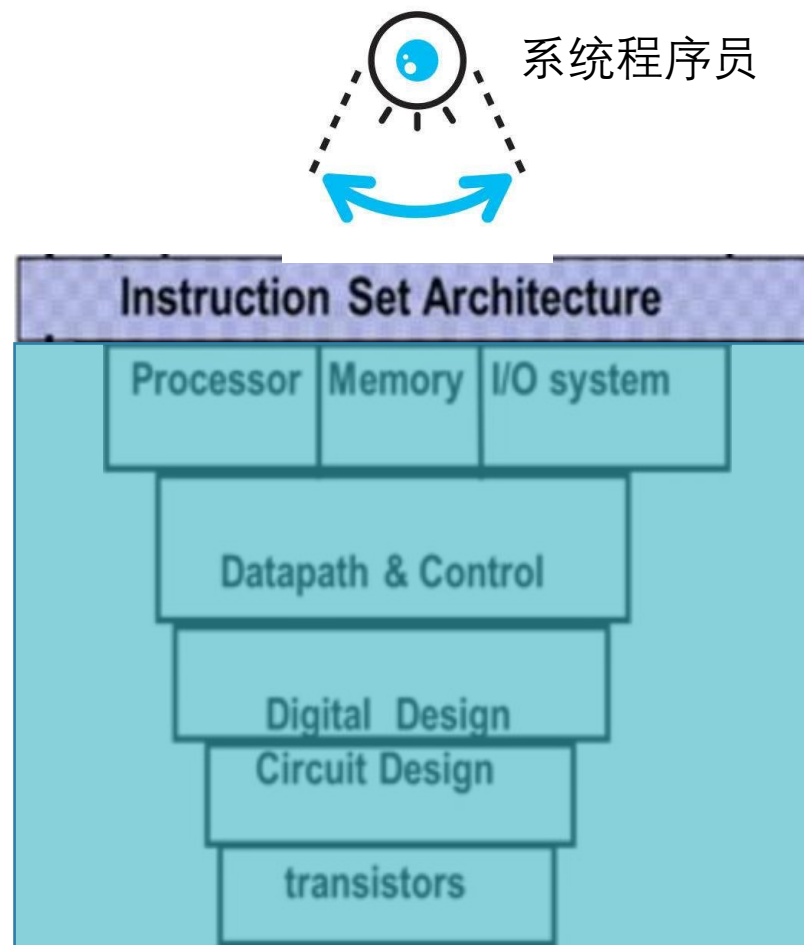 系统程序员
Instruction Set Architecture
Processor Memory I/O system
Datapath & Control
Digital Design
Circuit Design
transistors